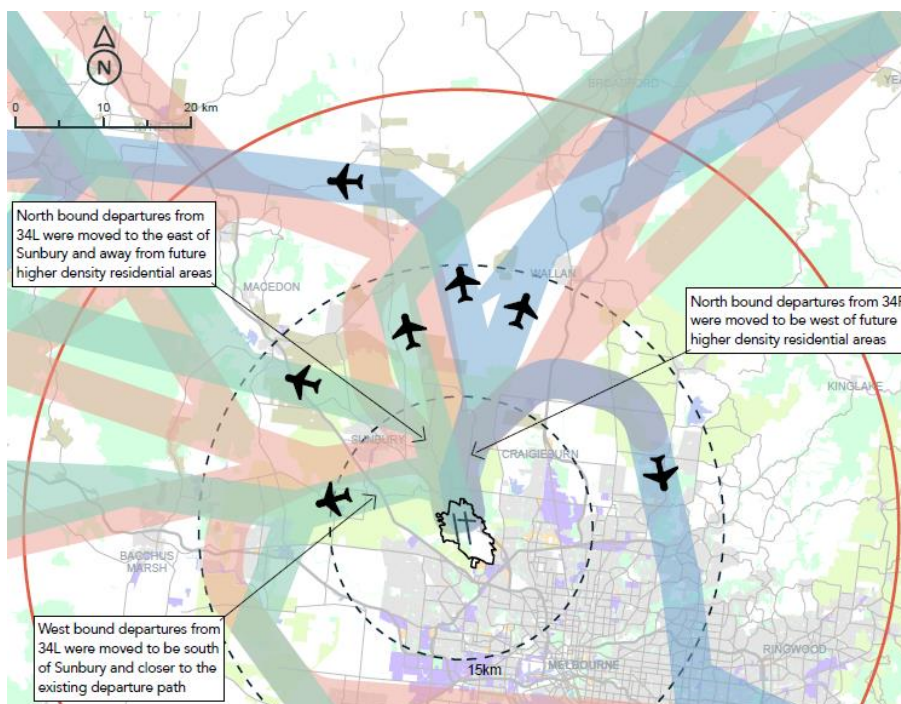 N
0 10 20 km
BROADFORD
North bound departures from
34L were moved to the east of
Sunbury and away from future
higher density residential areas
MACEDON
WALLAN
North bound departures from 34R
were moved to be west of future
higher density residential areas
KINGLAKE
SUNBURY
CRAIGIEBURN
BACCHUS
MARSH
West bound departures from
34L were moved to be south
of Sunbury and closer to the
existing departure path
15km
MELBOURNE
RINGWOOD